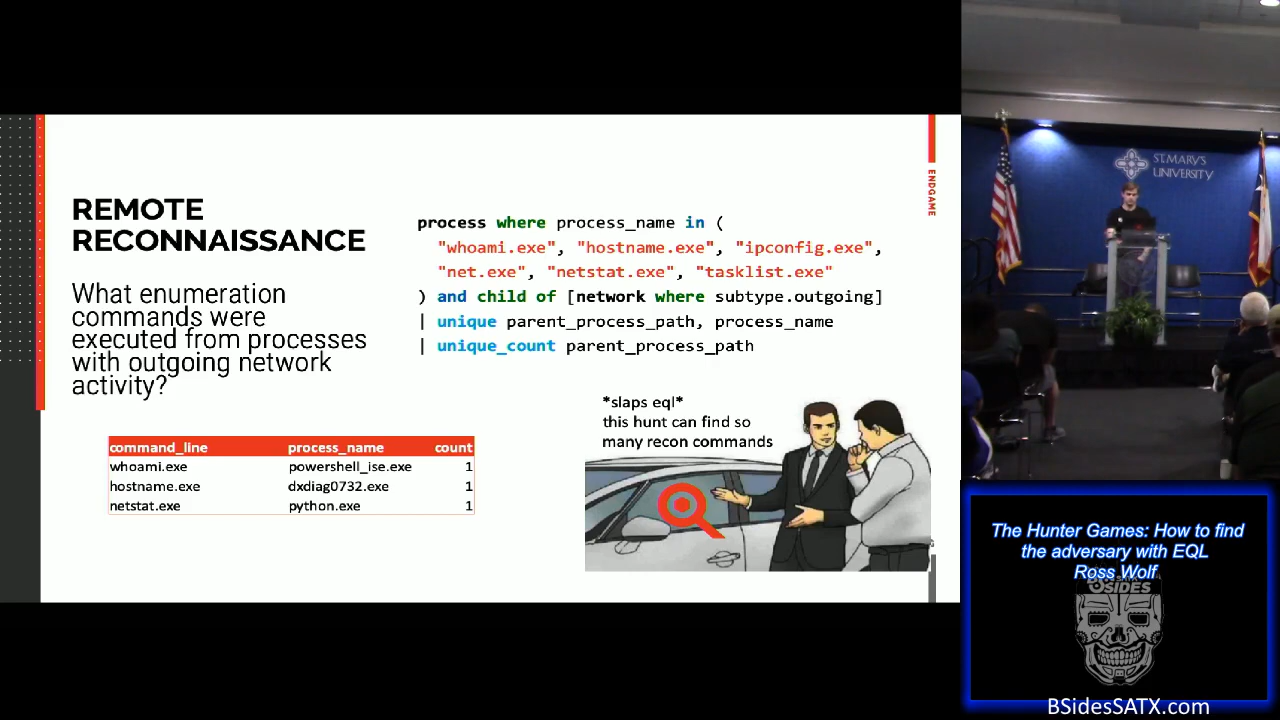 REMOTE
RECONNAISSANCE
What enumeration
commands were
executed from processes
with outgoing network
activity?
process where process_name in (
"whoami.exe", "hostname.exe", "ipconfig.exe",
"net.exe", "netstat.exe", "tasklist.exe"
) and child of [network where subtype.outgoing]
| unique parent_process_path, process_name
| unique_count parent_process_path
command_line process_name count
whoami.exe powershell_ise.exe 1
hostname.exe dxdiag0732.exe 1
netstat.exe python.exe 1
*slaps eql*
this hunt can find so
many recon commands
ENDGAME
ST. MARY'S
UNIVERSITY
The Hunter Games: How to find
the adversary with EQL
Ross Wolf
BSIDES
BSidesSATX.com